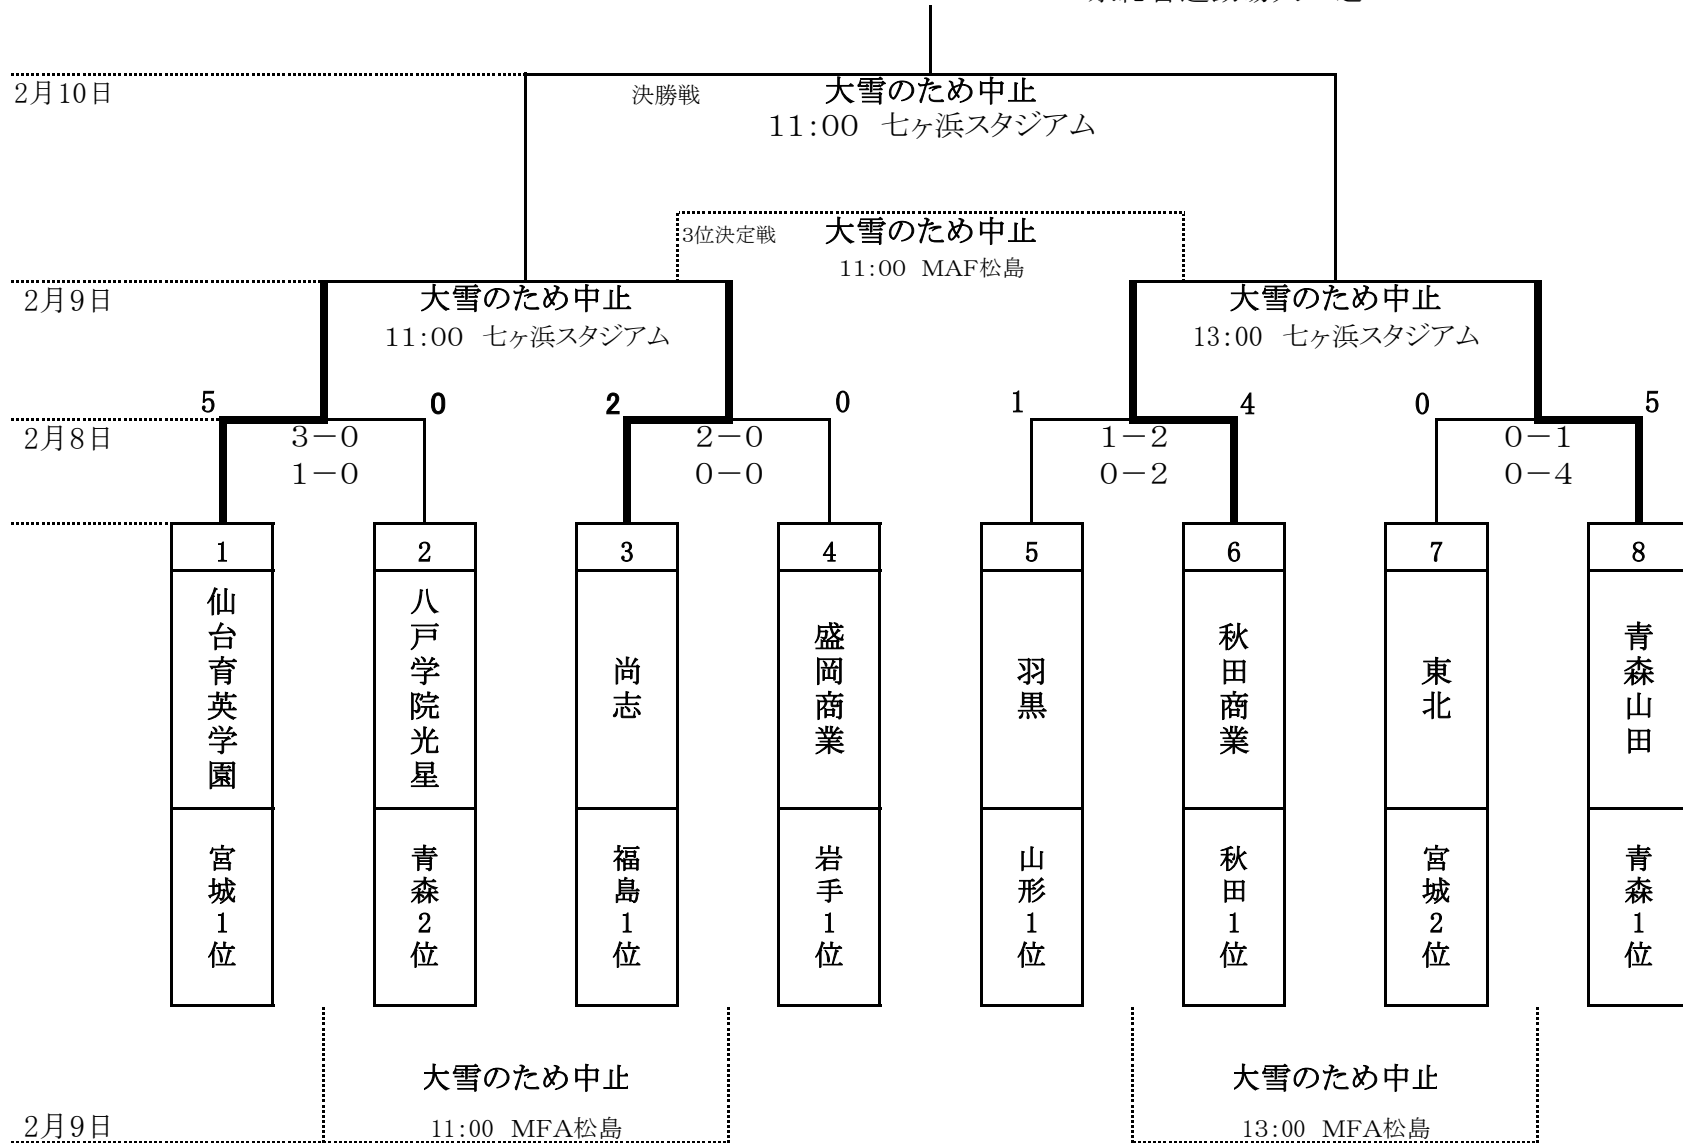 2月10日
決勝戦
大雪のため中止
11:00 七ヶ浜スタジアム
3位決定戦
大雪のため中止
11:00 MAF松島
2月9日
大雪のため中止
11:00 七ヶ浜スタジアム
大雪のため中止
13:00 七ヶ浜スタジアム
5 0 2 0 1 4 0 5
2月8日
3－0 2－0 1－2 0－1
1－0 0－0 0－2 0－4
1 2 3 4 5 6 7 8
仙台育英学園
八戸学院光星
尚志
盛岡商業
羽黒
秋田商業
東北
青森山田
宮城1位
青森2位
福島1位
岩手1位
山形1位
秋田1位
宮城2位
青森1位
大雪のため中止
大雪のため中止
2月9日
11:00 MFA松島
13:00 MFA松島